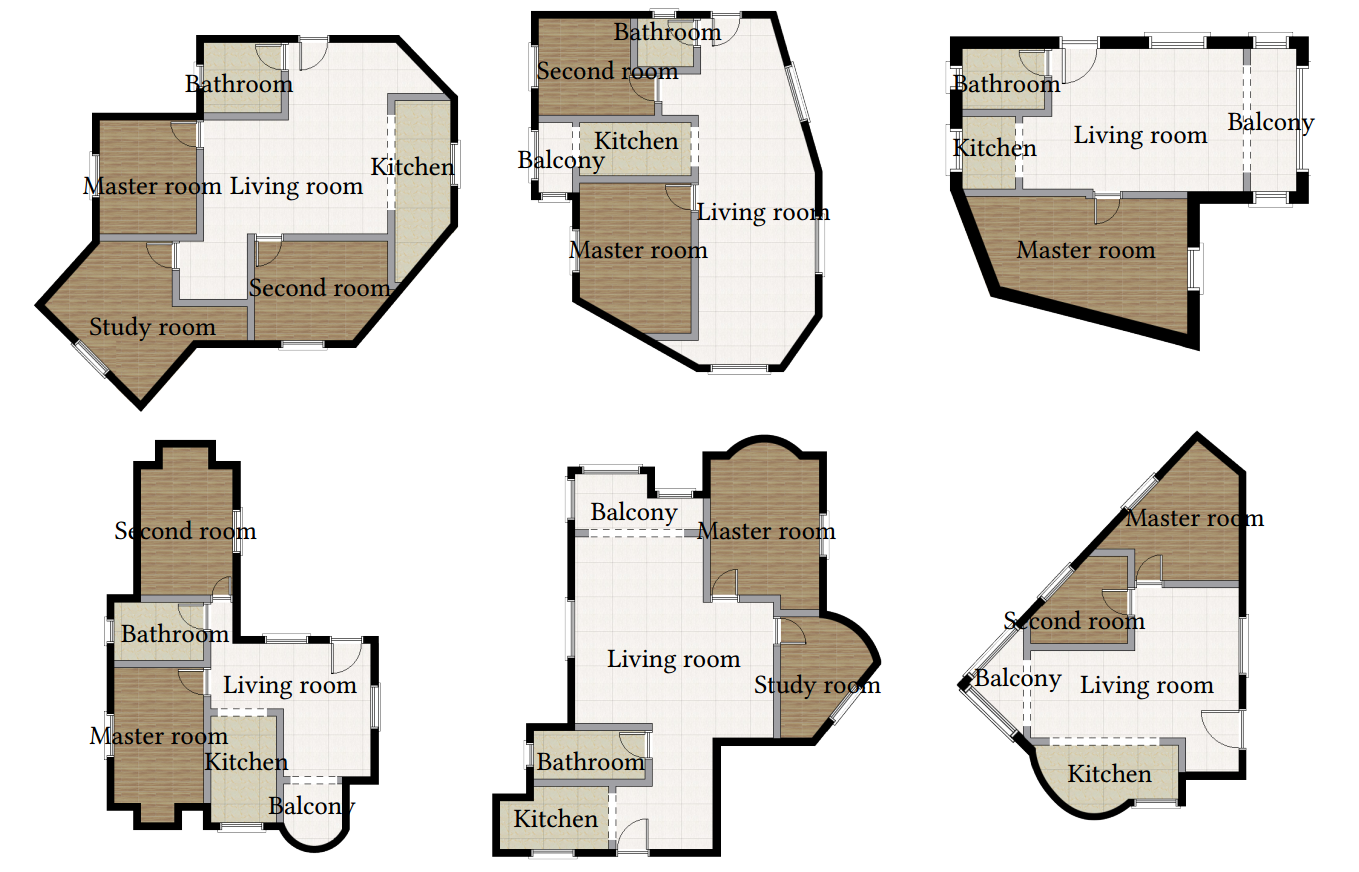 Bathroom
Kitchen
Master room
Living room
Second room
Study room
Bathroom
Second room
Kitchen
Balcony
Living room
Master room
Bathroom
Balcony
Living room
Kitchen
Master room
Second room
Bathroom
Living room
Master room
Kitchen
Balcony
Balcony
Master room
Living room
Study room
Bathroom
Kitchen
Master room
Second room
Balcony
Living room
Kitchen